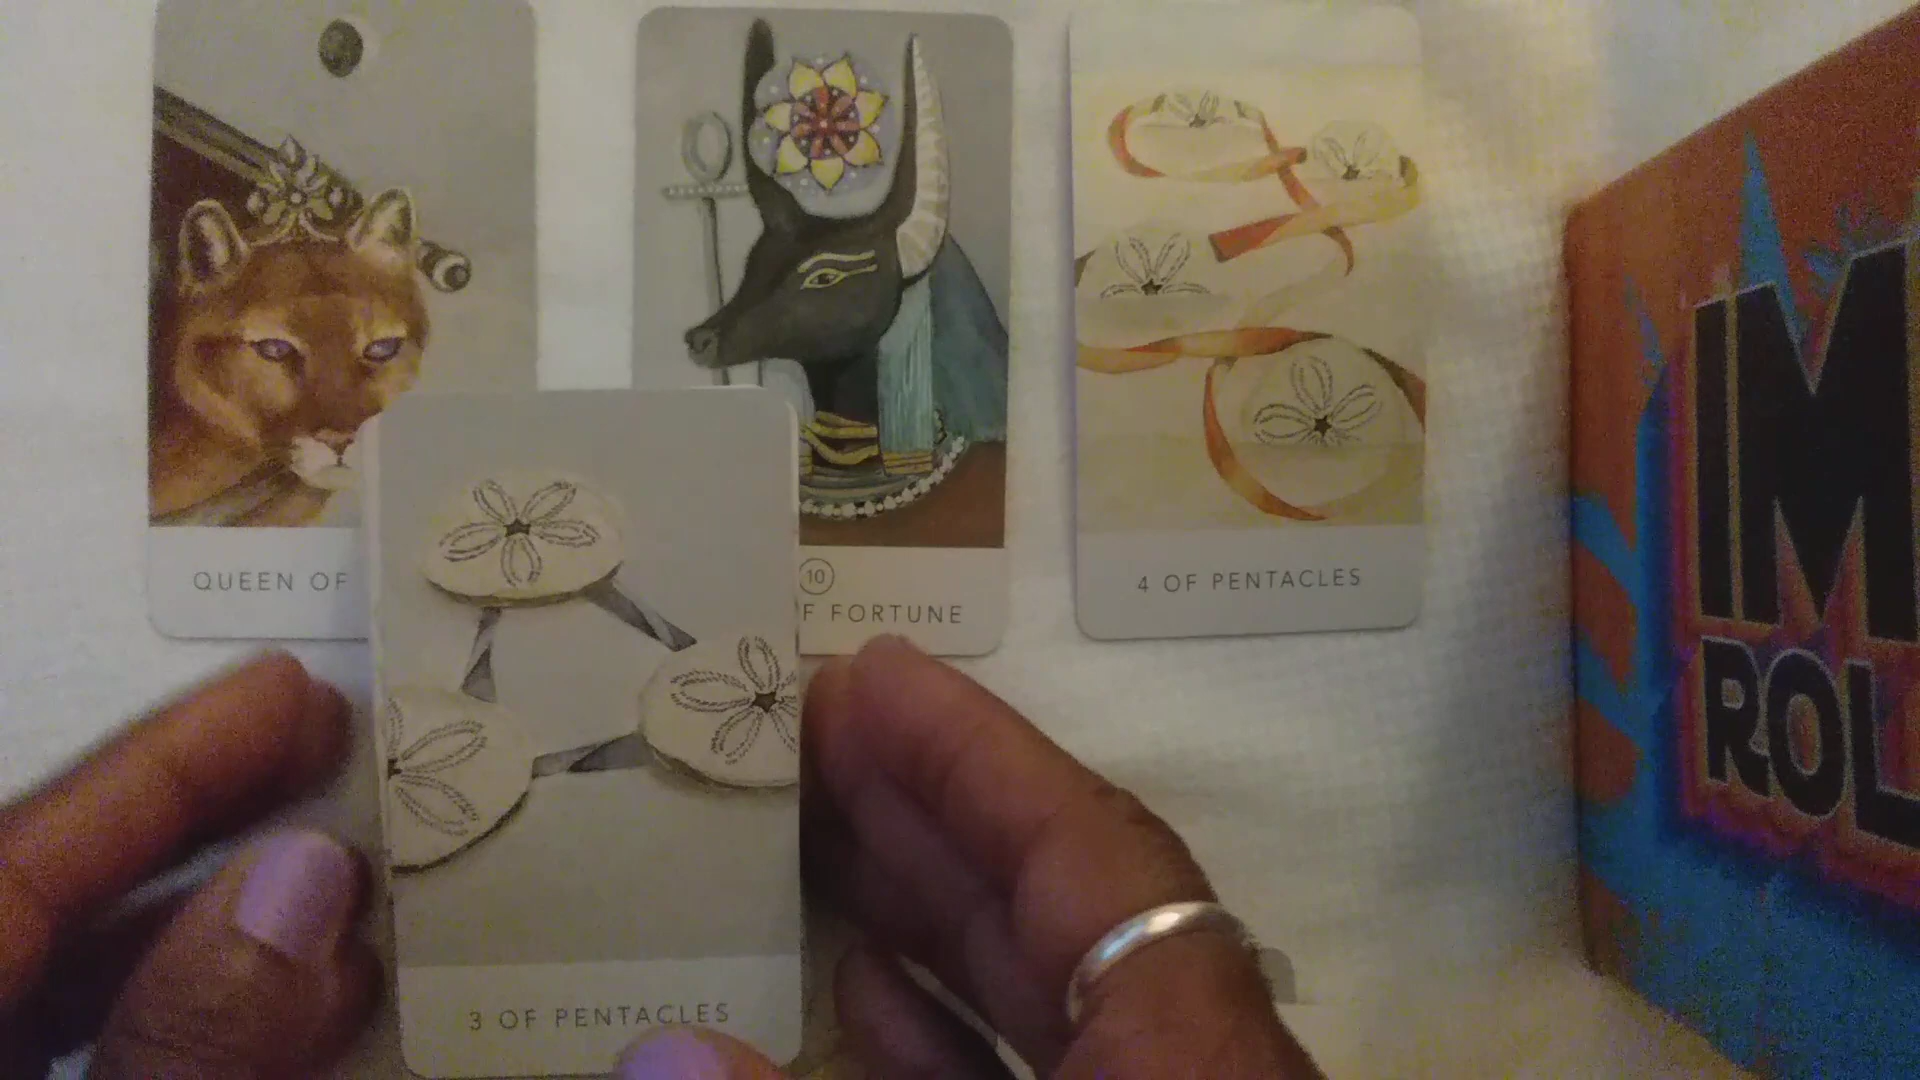 QUEEN OF
10
F FORTUNE
4 OF PENTACLES
3 OF PENTACLES
IM
ROL